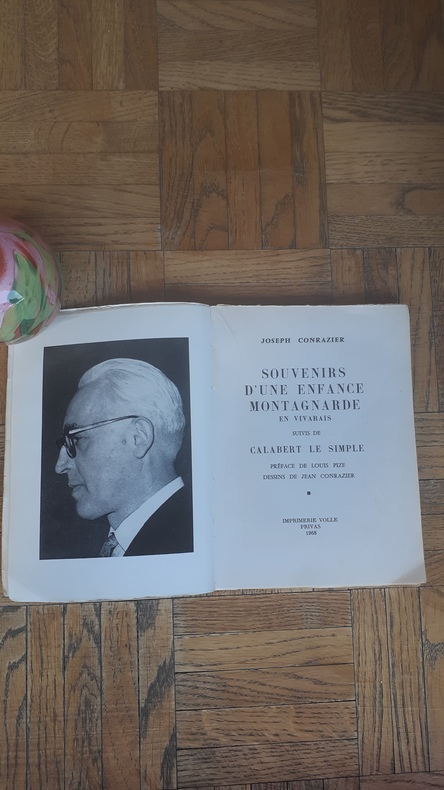 JOSEPH CONRAZIER
SOUVENIRS
D'UNE ENFANCE
MONTAGNARDE
EN VIVARAIS
SUIVIS DE
CALABERT LE SIMPLE
PRÉFACE DE LOUIS PIZE
DESSINS DE JEAN CONRAZIER
IMPRIMERIE VOLLE
PRIVAS
1968